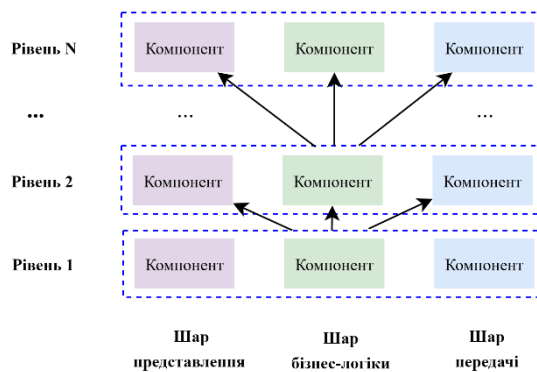 Рівень N
Компонент
Компонент
Компонент
...
...
...
Рівень 2
Компонент
Компонент
Компонент
Рівень 1
Компонент
Компонент
Компонент
Шар
представлення
Шар
бізнес-логіки
Шар
передачі